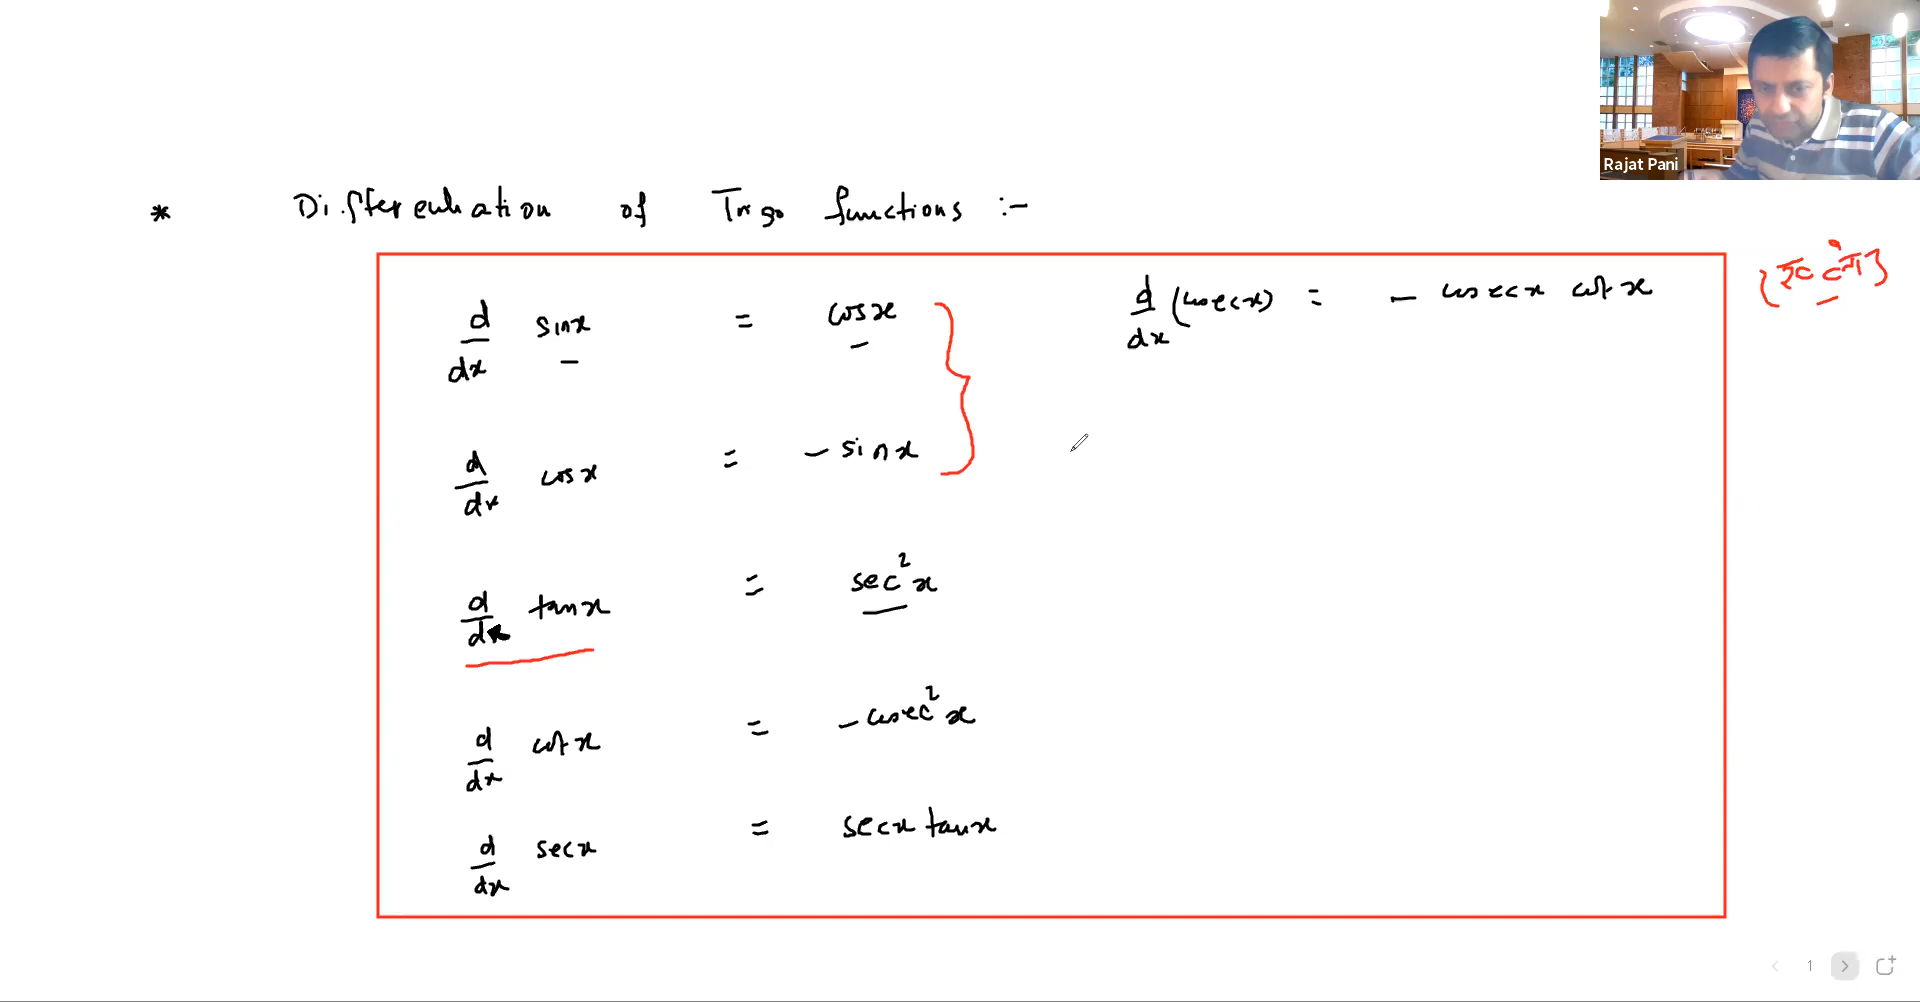 Rajat Pani
* Differentiation of Trigo functions :-
d/dx sinx = cosx
d/dx cosx = - sinx
d/dx tanx = sec²x
d/dx cotx = - cosec²x
d/dx secx = secx tanx
d/dx (cosecx) = - cosecx cotx
1